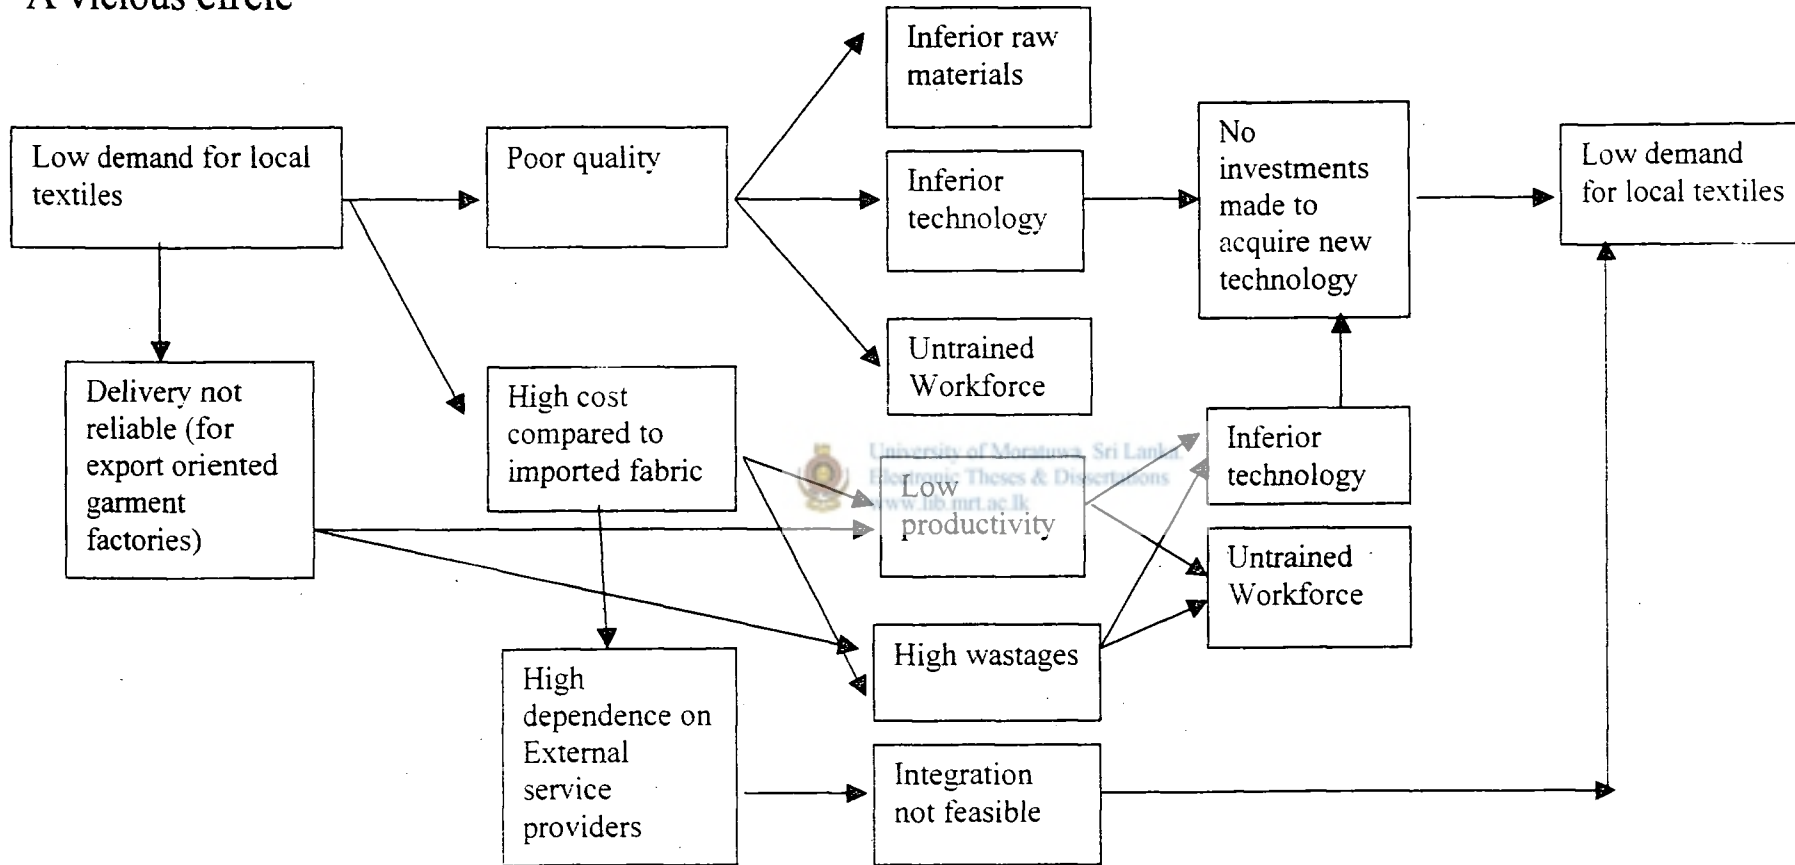 A vicious circle
Inferior raw
materials
Low demand for local
textiles
Poor quality
Inferior
technology
No
investments
made to
acquire new
technology
Low demand
for local textiles
Untrained
Workforce
Delivery not
reliable (for
export oriented
garment
factories)
High cost
compared to
imported fabric
University of Moratuwa, Sri Lanka.
Electronic Theses & Dissertations
www.lib.mrt.ac.lk
Low
productivity
Inferior
technology
Untrained
Workforce
High wastages
High
dependence on
External
service
providers
Integration
not feasible